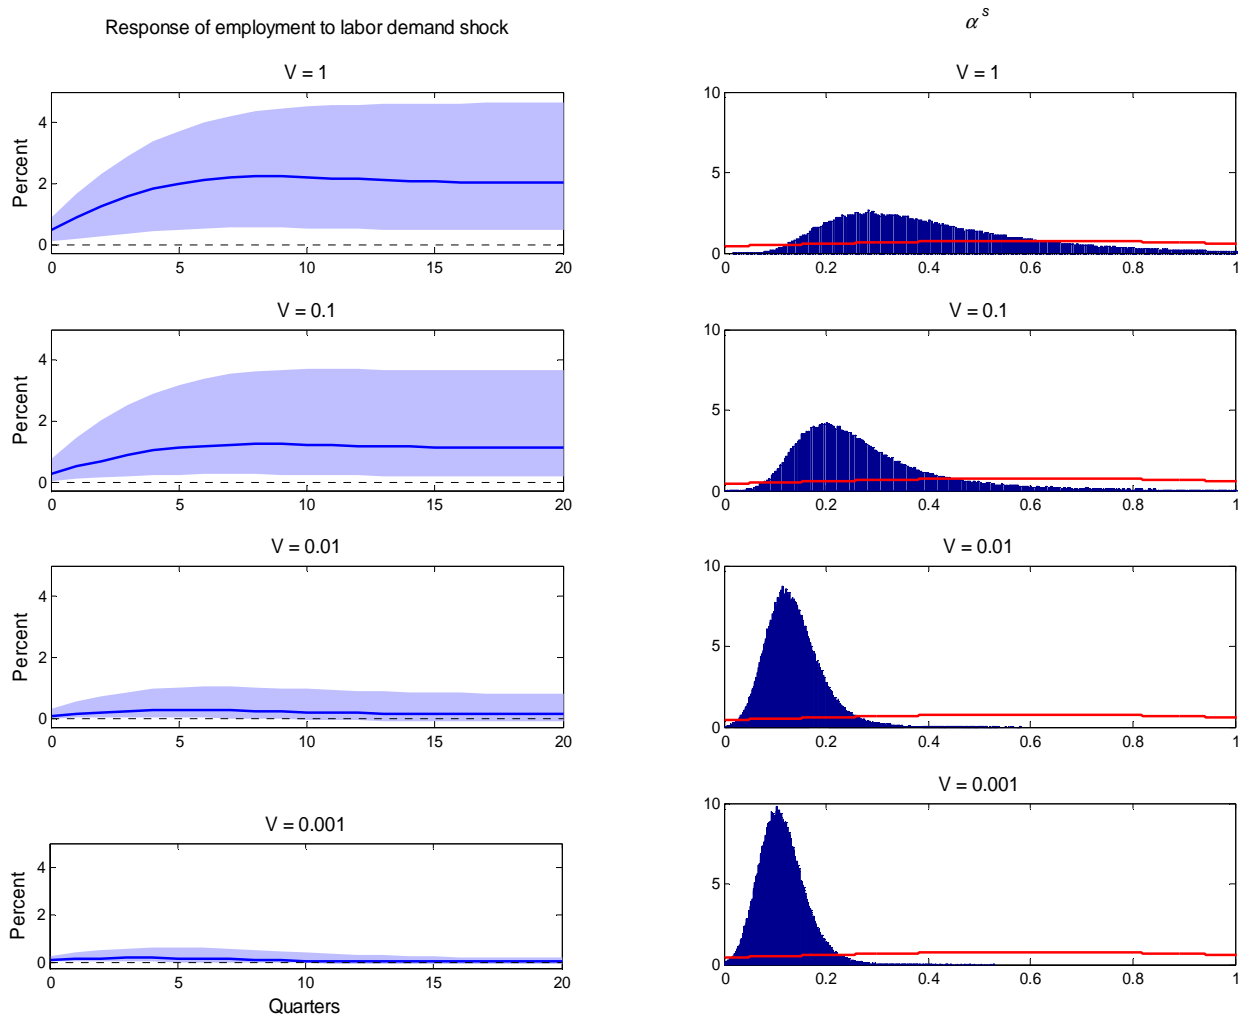 Response of employment to labor demand shock
α^s
V = 1
4
2
0
Percent
0 5 10 15 20
V = 1
10
5
0
0 0.2 0.4 0.6 0.8 1
V = 0.1
4
2
0
Percent
0 5 10 15 20
V = 0.1
10
5
0
0 0.2 0.4 0.6 0.8 1
V = 0.01
4
2
0
Percent
0 5 10 15 20
V = 0.01
10
5
0
0 0.2 0.4 0.6 0.8 1
V = 0.001
4
2
0
Percent
0 5 10 15 20
Quarters
V = 0.001
10
5
0
0 0.2 0.4 0.6 0.8 1